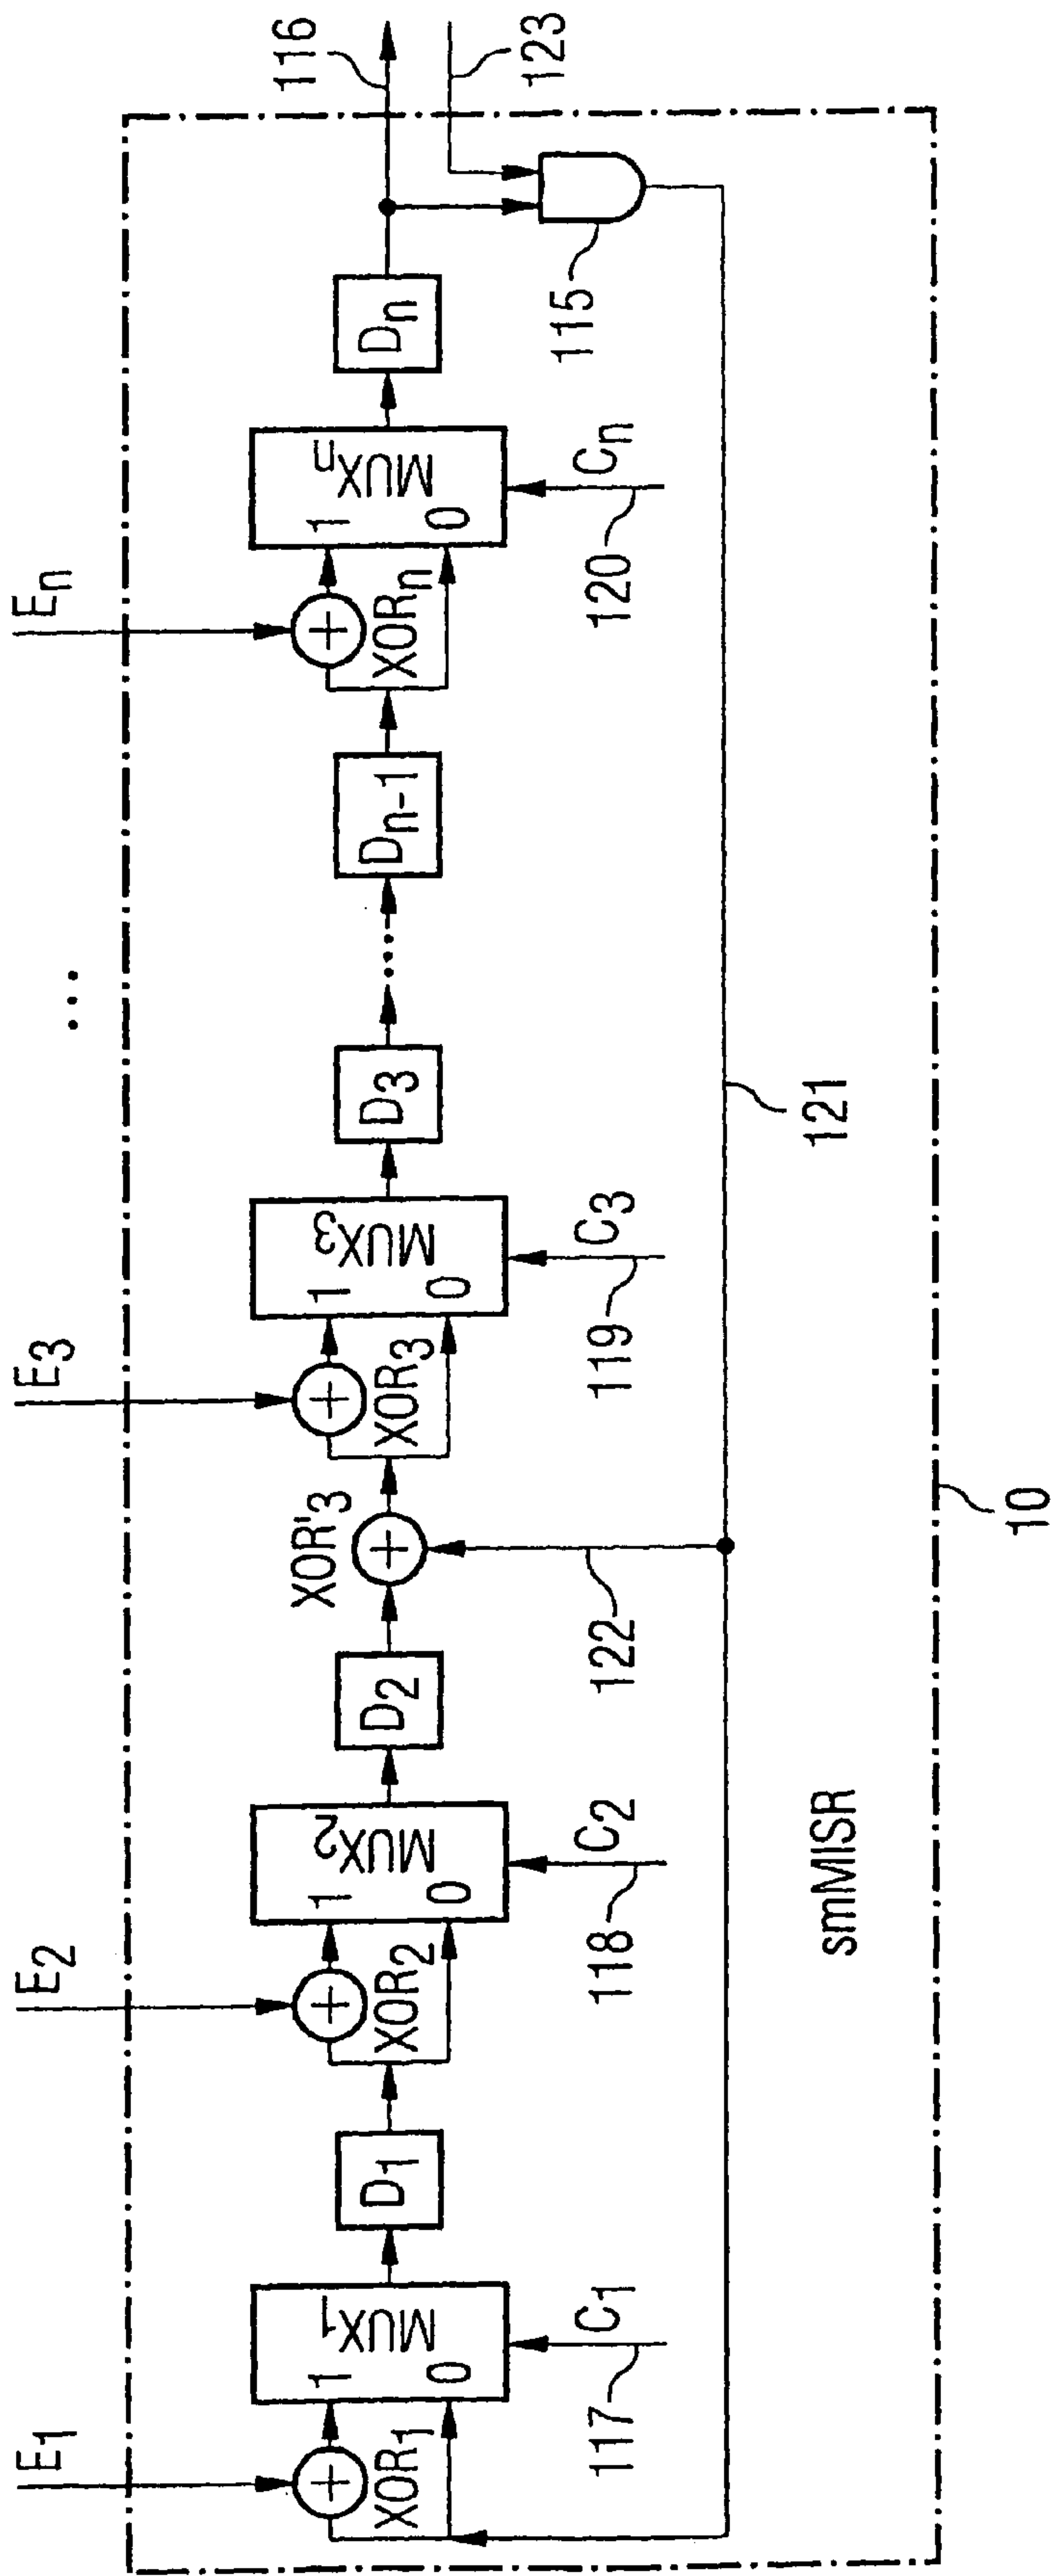 E1 E2 E3 ... En
XOR1 1 0 MUX1 D1 XOR2 1 0 MUX2 D2 XOR'3 XOR3 1 0 MUX3 D3 ... Dn-1 XORn 1 0 MUXn Dn 116
123
117 C1 118 C2 122 119 C3 120 Cn 115
121
smMISR
10